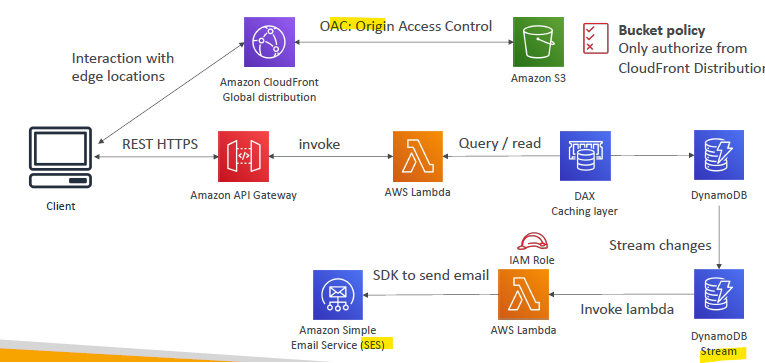 OAC: Origin Access Control
Bucket policy
Only authorize from
CloudFront Distribution
Interaction with
edge locations
Amazon CloudFront
Global distribution
Amazon S3
REST HTTPS
invoke
Query / read
Client
Amazon API Gateway
AWS Lambda
DAX
Caching layer
DynamoDB
Stream changes
IAM Role
SDK to send email
Invoke lambda
Amazon Simple
Email Service (SES)
AWS Lambda
DynamoDB
Stream